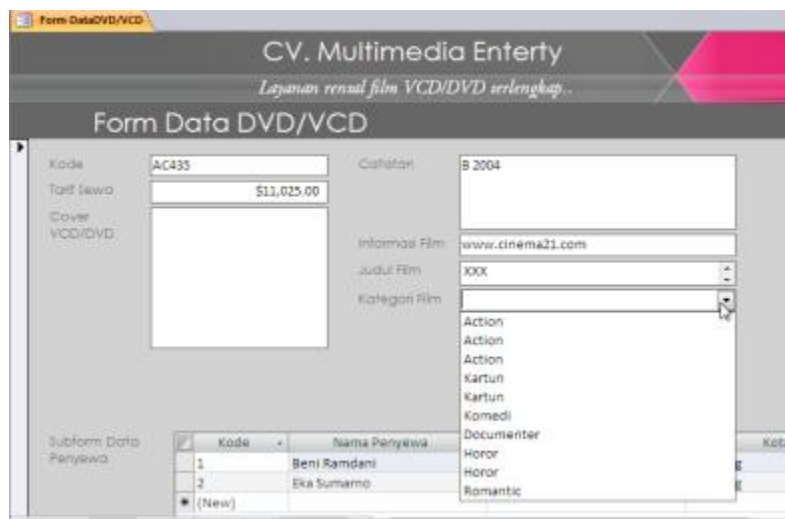 Form DataDVD/VCD
CV. Multimedia Enterty
Layanan rensal film VCD/DVD terlengkap..
Form Data DVD/VCD
Kode AC435 Catatan B 2004
Tarif Sewa $11,025.00
Cover VCD/DVD
Informasi Film www.cinema21.com
Judul Film XXX
Kategori Film
Action
Action
Action
Kartun
Kartun
Komedi
Documenter
Horor
Horor
Romantic
Subform Data Penyewa
Kode Nama Penyewa Kot
1 Beni Ramdani g
2 Eka Sumarno g
(New)